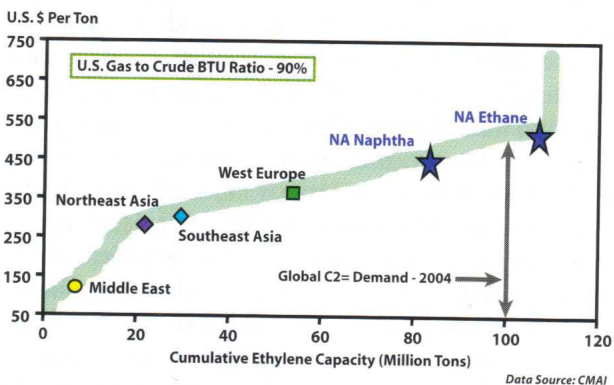 U.S. $ Per Ton
750
650
550
450
350
250
150
50
U.S. Gas to Crude BTU Ratio - 90%
NA Ethane
NA Naphtha
West Europe
Northeast Asia
Southeast Asia
Middle East
Global C2= Demand - 2004
0 20 40 60 80 100 120
Cumulative Ethylene Capacity (Million Tons)
Data Source: CMAI